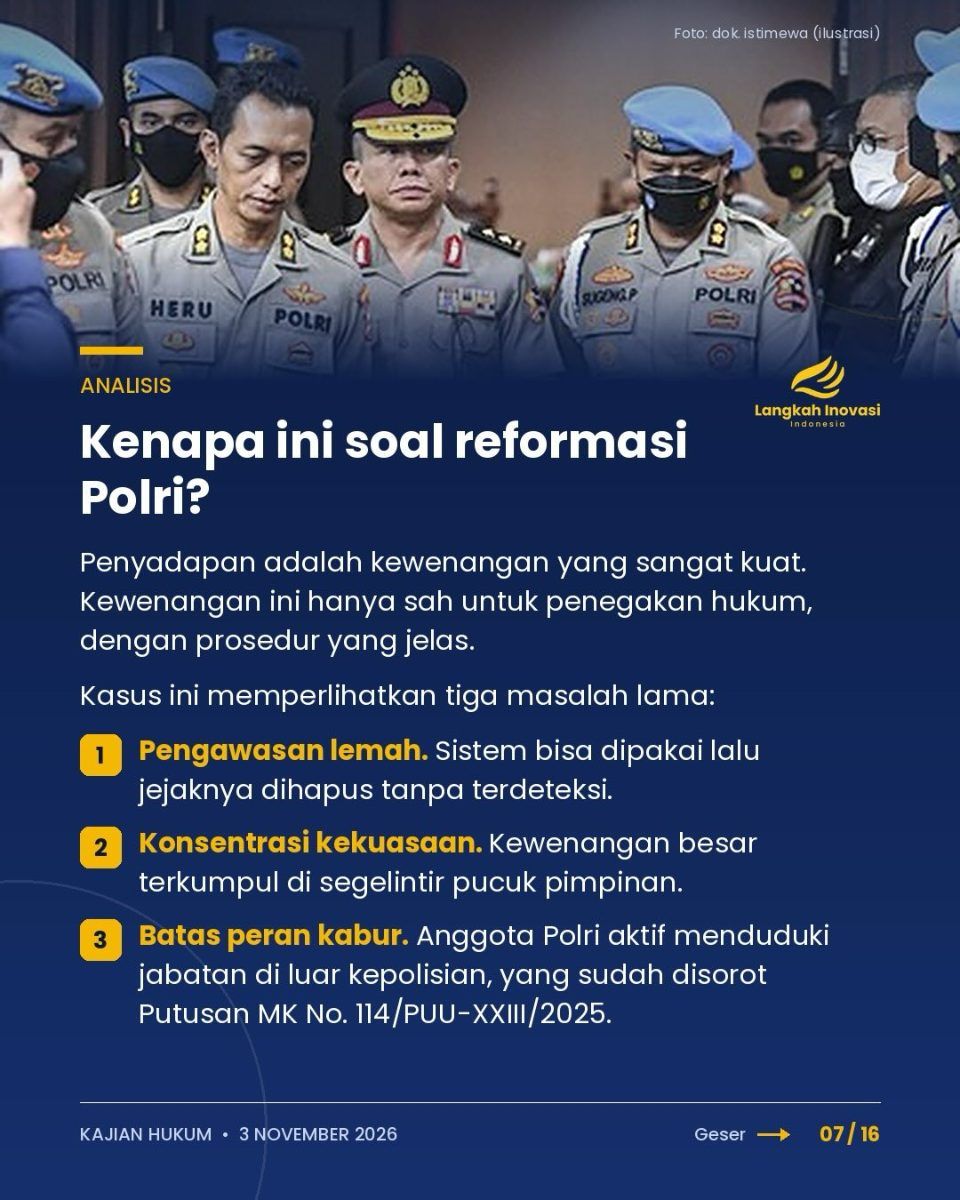 Foto: dok. istimewa (ilustrasi)
POLRI
HERU
POLRI
SUGENG.P
POLRI
ANALISIS
Langkah Inovasi
Indonesia
Kenapa ini soal reformasi
Polri?
Penyadapan adalah kewenangan yang sangat kuat.
Kewenangan ini hanya sah untuk penegakan hukum,
dengan prosedur yang jelas.
Kasus ini memperlihatkan tiga masalah lama:
1 Pengawasan lemah. Sistem bisa dipakai lalu
jejaknya dihapus tanpa terdeteksi.
2 Konsentrasi kekuasaan. Kewenangan besar
terkumpul di segelintir pucuk pimpinan.
3 Batas peran kabur. Anggota Polri aktif menduduki
jabatan di luar kepolisian, yang sudah disorot
Putusan MK No. 114/PUU-XXIII/2025.
KAJIAN HUKUM • 3 NOVEMBER 2026
Geser → 07 / 16